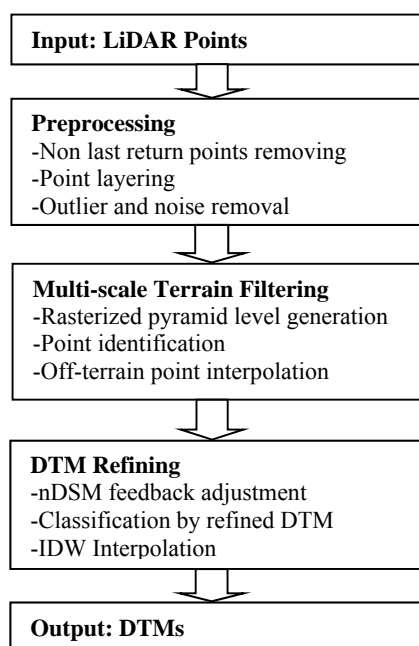 Input: LiDAR Points
Preprocessing
-Non last return points removing
-Point layering
-Outlier and noise removal
Multi-scale Terrain Filtering
-Rasterized pyramid level generation
-Point identification
-Off-terrain point interpolation
DTM Refining
-nDSM feedback adjustment
-Classification by refined DTM
-IDW Interpolation
Output: DTMs